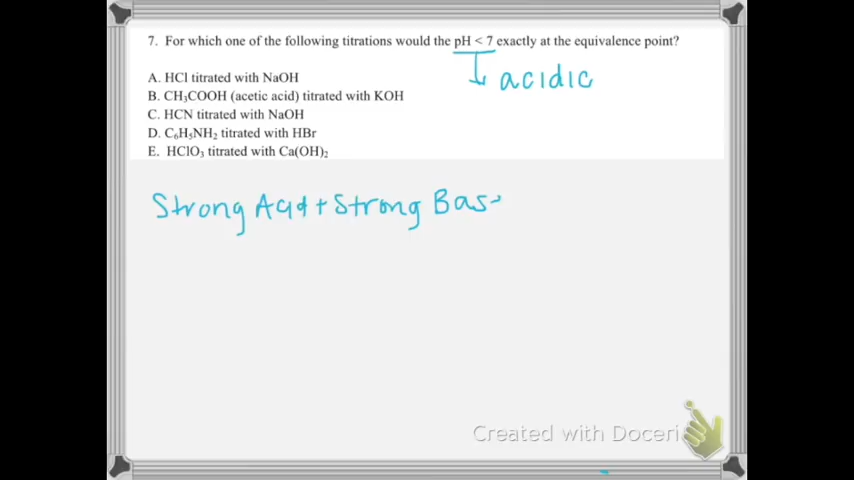 7. For which one of the following titrations would the pH < 7 exactly at the equivalence point?
acidic
A. HCl titrated with NaOH
B. CH₃COOH (acetic acid) titrated with KOH
C. HCN titrated with NaOH
D. C₆H₅NH₂ titrated with HBr
E. HClO₃ titrated with Ca(OH)₂
Strong Acid + Strong Bas
Created with Doceri